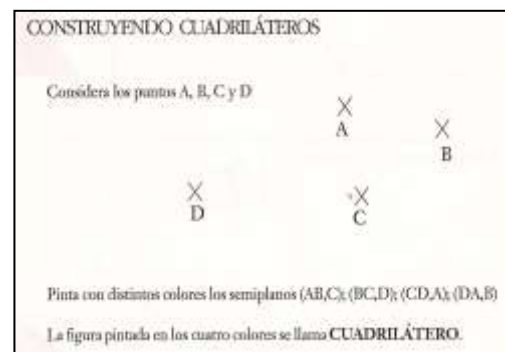 CONSTRUYENDO CUADRILÁTEROS
Considera los puntos A, B, C y D
A
B
D
C
Pinta con distintos colores los semiplanos (AB,C); (BC,D); (CD,A); (DA,B)
La figura pintada en los cuatro colores se llama CUADRILÁTERO.